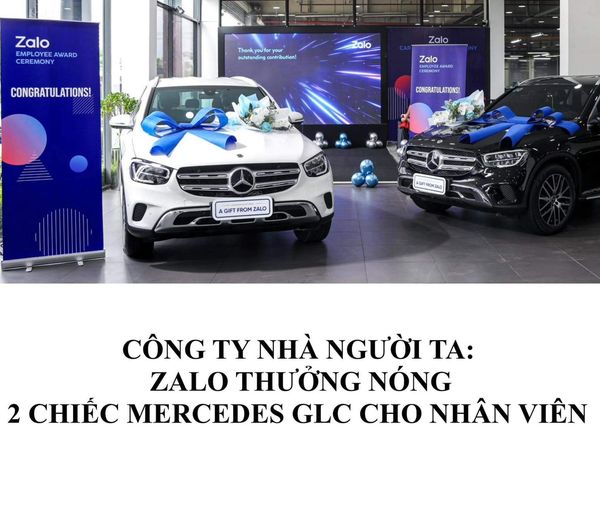 Zalo
EMPLOYEE AWARD
CEREMONY
CONGRATULATIONS!
Thank you for your
outstanding contribution!
Zalo
Zalo
EMPLOYEE AWARD
CEREMONY
CONGRATULATIONS!
A GIFT FROM ZALO
A GIFT FROM ZALO
CÔNG TY NHÀ NGƯỜI TA:
ZALO THƯỞNG NÓNG
2 CHIẾC MERCEDES GLC CHO NHÂN VIÊN